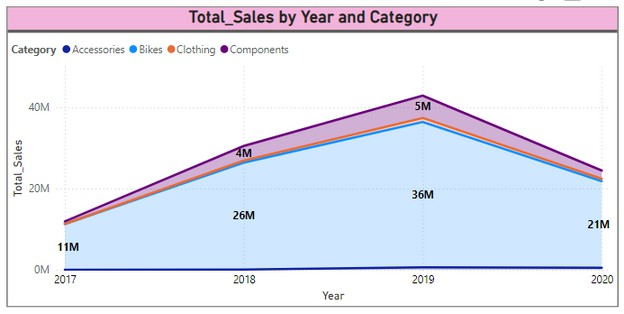 Total_Sales by Year and Category
Category Accessories Bikes Clothing Components
40M
20M
0M
Total_Sales
5M
4M
36M
26M
21M
11M
2017 2018 2019 2020
Year